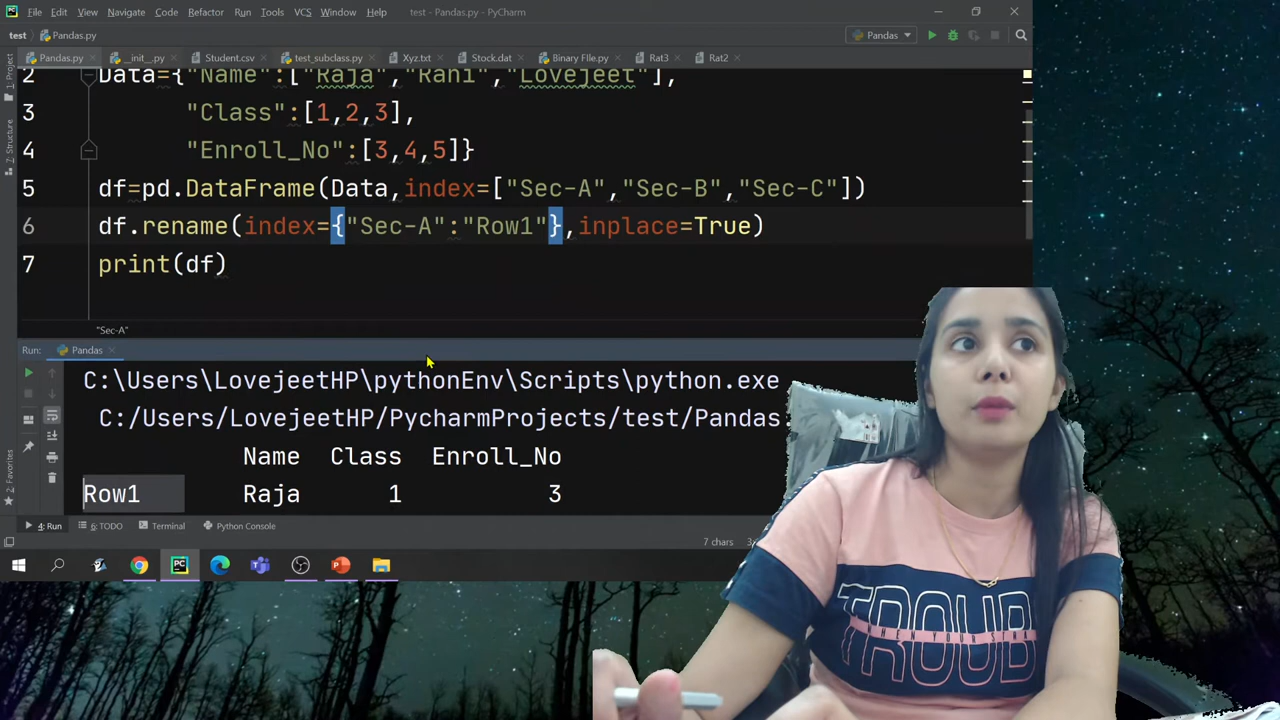 File Edit View Navigate Code Refactor Run Tools VCS Window Help test - Pandas.py - PyCharm
test Pandas.py Pandas
1: Project
Pandas.py __init__.py Student.csv test_subclass.py Xyz.txt Stock.dat Binary File.py Rat3 Rat2
2 Data={"Name":["Raja","Rani","Lovejeet"],
3 "Class":[1,2,3],
4 "Enroll_No":[3,4,5]}
5 df=pd.DataFrame(Data,index=["Sec-A","Sec-B","Sec-C"])
6 df.rename(index={"Sec-A":"Row1"},inplace=True)
7 print(df)
Z: Structure
"Sec-A"
Run: Pandas
C:\Users\LovejeetHP\pythonEnv\Scripts\python.exe
C:/Users/LovejeetHP/PycharmProjects/test/Pandas.
Name Class Enroll_No
Row1 Raja 1 3
2: Favorites
4: Run 6: TODO Terminal Python Console
7 chars
TROUB